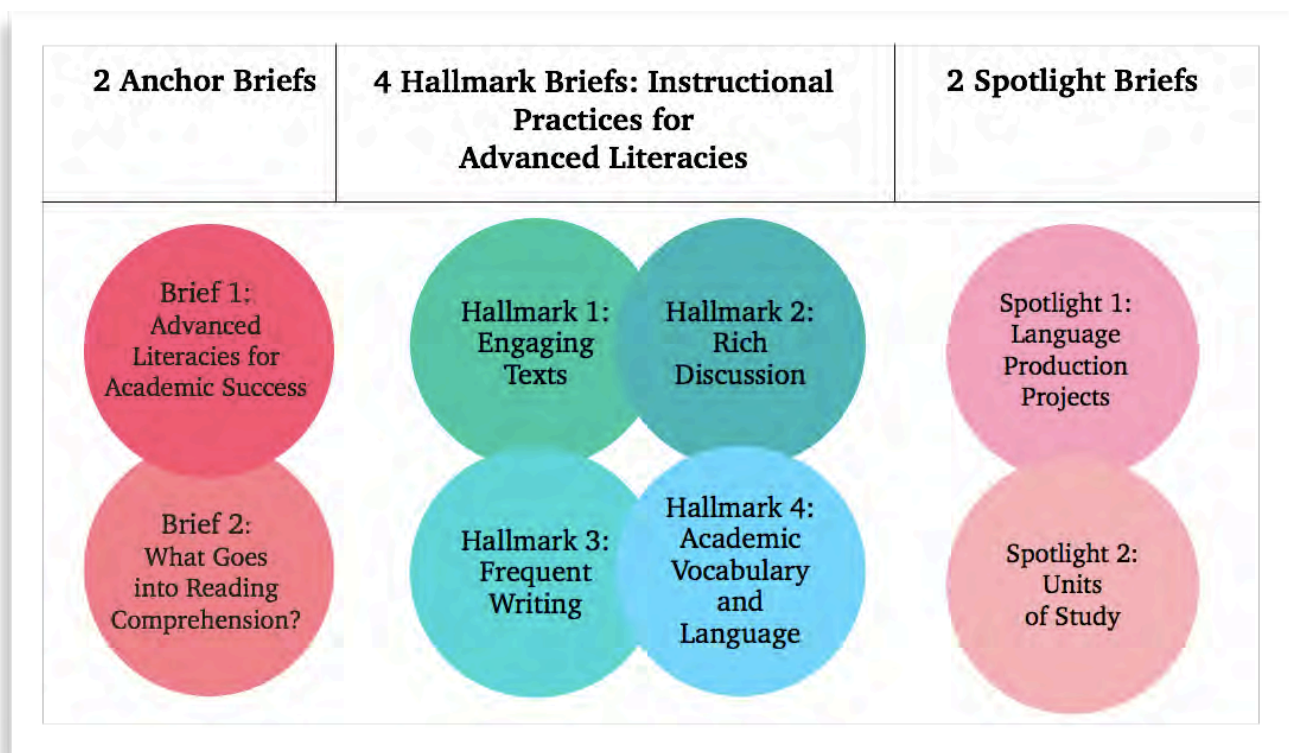 2 Anchor Briefs
4 Hallmark Briefs: Instructional
Practices for
Advanced Literacies
2 Spotlight Briefs
Brief 1:
Advanced
Literacies for
Academic Success
Brief 2:
What Goes
into Reading
Comprehension?
Hallmark 1:
Engaging
Texts
Hallmark 2:
Rich
Discussion
Hallmark 3:
Frequent
Writing
Hallmark 4:
Academic
Vocabulary
and
Language
Spotlight 1:
Language
Production
Projects
Spotlight 2:
Units
of Study